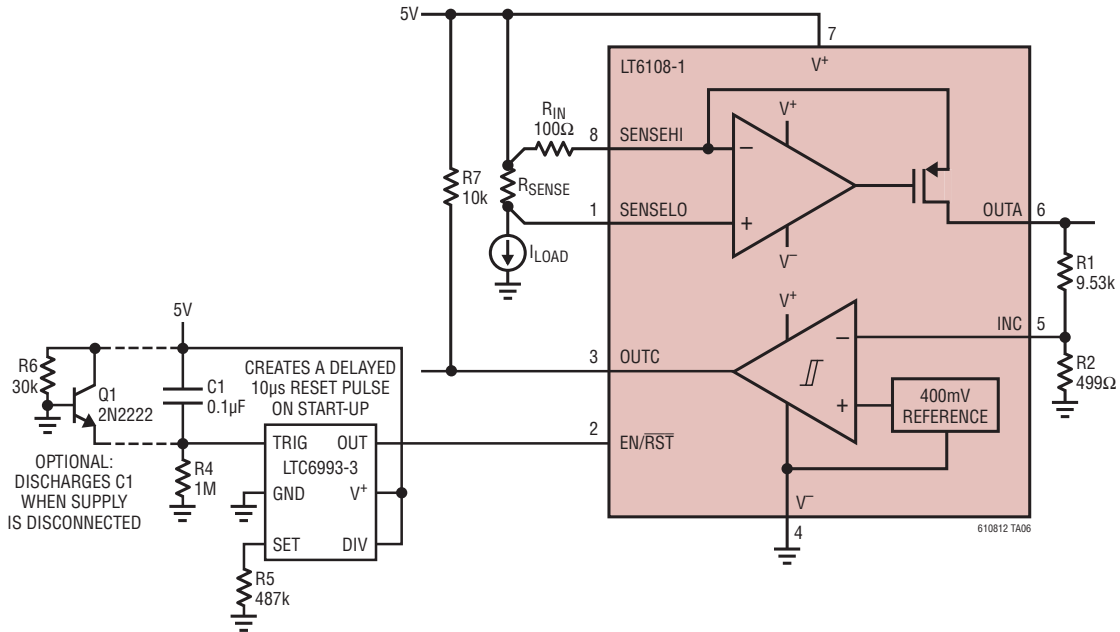 5V
7
LT6108-1
V+
RIN
100Ω
8
SENSEHI
V+
−
R7
10k
RSENSE
1
SENSELO
+
OUTA
6
ILOAD
V−
R1
9.53k
V+
5V
INC
5
−
R6
30k
Q1
2N2222
C1
0.1µF
CREATES A DELAYED
10µs RESET PULSE
ON START-UP
3
OUTC
R2
499Ω
+
400mV
REFERENCE
2
EN/RST
TRIG
OUT
OPTIONAL:
DISCHARGES C1
WHEN SUPPLY
IS DISCONNECTED
R4
1M
LTC6993-3
GND
V+
V−
4
610812 TA06
SET
DIV
R5
487k